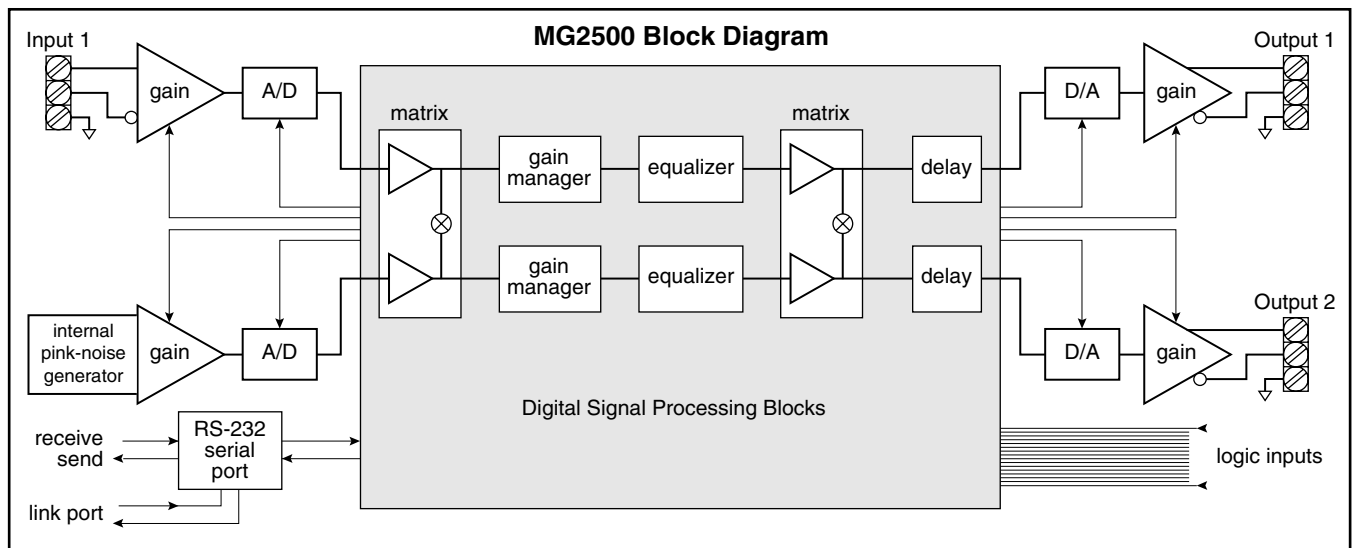 MG2500 Block Diagram
Input 1
gain
A/D
matrix
gain
manager
equalizer
matrix
delay
D/A
gain
Output 1
internal
pink-noise
generator
gain
A/D
gain
manager
equalizer
delay
D/A
gain
Output 2
Digital Signal Processing Blocks
receive
send
RS-232
serial
port
link port
logic inputs